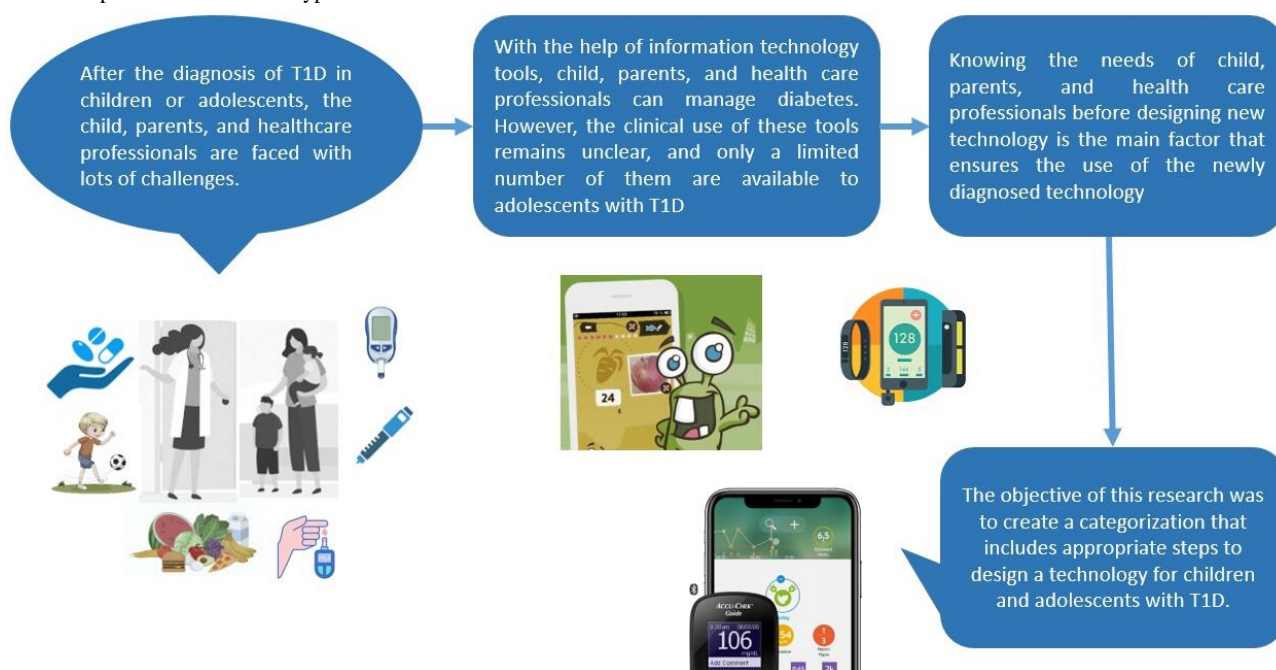 After the diagnosis of T1D in
children or adolescents, the
child, parents, and healthcare
professionals are faced with
lots of challenges.
With the help of information technology
tools, child, parents, and health care
professionals can manage diabetes.
However, the clinical use of these tools
remains unclear, and only a limited
number of them are available to
adolescents with T1D
Knowing the needs of child,
parents, and health care
professionals before designing new
technology is the main factor that
ensures the use of the newly
diagnosed technology
24
128
128
The objective of this research was
to create a categorization that
includes appropriate steps to
design a technology for children
and adolescents with T1D.
6,5
ACCU-CHEK
Guide
106
mg/dL
Add Comment